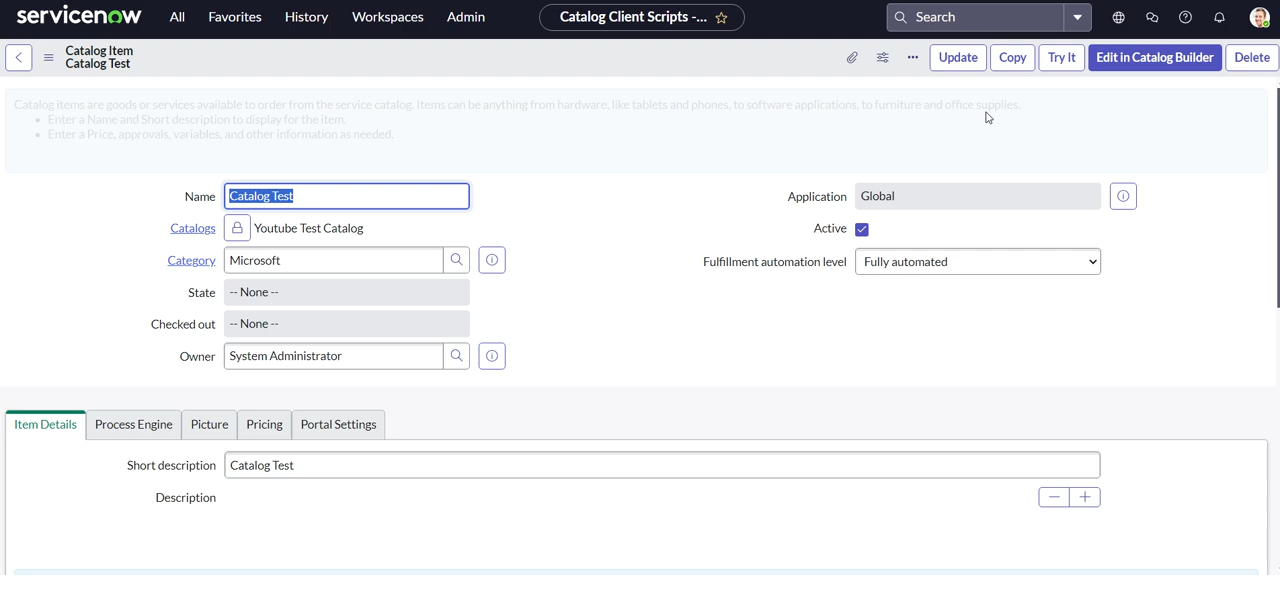 servicenow All Favorites History Workspaces Admin Catalog Client Scripts -... Search
Catalog Item
Catalog Test
Update Copy Try It Edit in Catalog Builder Delete
Catalog items are goods or services available to order from the service catalog. Items can be anything from hardware, like tablets and phones, to software applications, to furniture and office supplies.
• Enter a Name and Short description to display for the item.
• Enter a Price, approvals, variables, and other information as needed.
Name Catalog Test Application Global
Catalogs Youtube Test Catalog Active
Category Microsoft Fulfillment automation level Fully automated
State -- None --
Checked out -- None --
Owner System Administrator
Item Details Process Engine Picture Pricing Portal Settings
Short description Catalog Test
Description